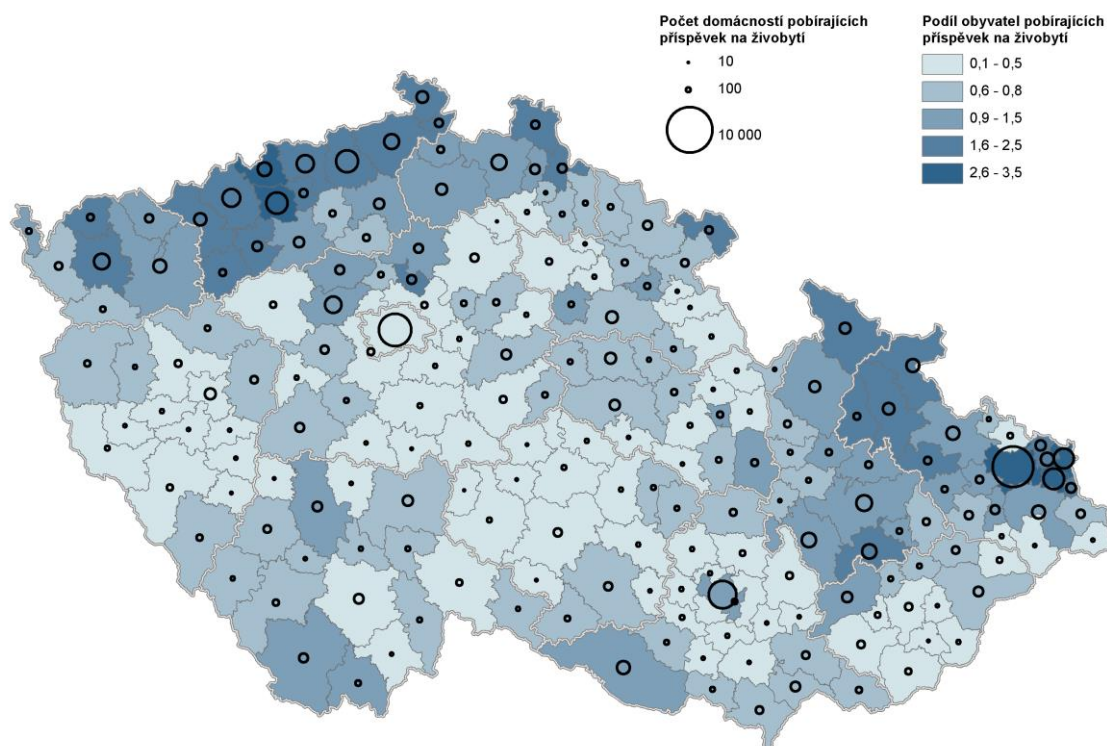 Počet domácností pobírajících
příspěvek na živobytí
10
100
10 000
Podíl obyvatel pobírajících
příspěvek na živobytí
0,1 - 0,5
0,6 - 0,8
0,9 - 1,5
1,6 - 2,5
2,6 - 3,5